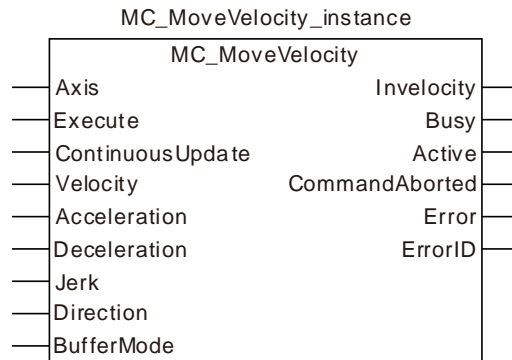 MC_MoveVelocity_instance
MC_MoveVelocity
Axis Invelocity
Execute Busy
ContinuousUpdate Active
Velocity CommandAborted
Acceleration Error
Deceleration ErrorID
Jerk
Direction
BufferMode